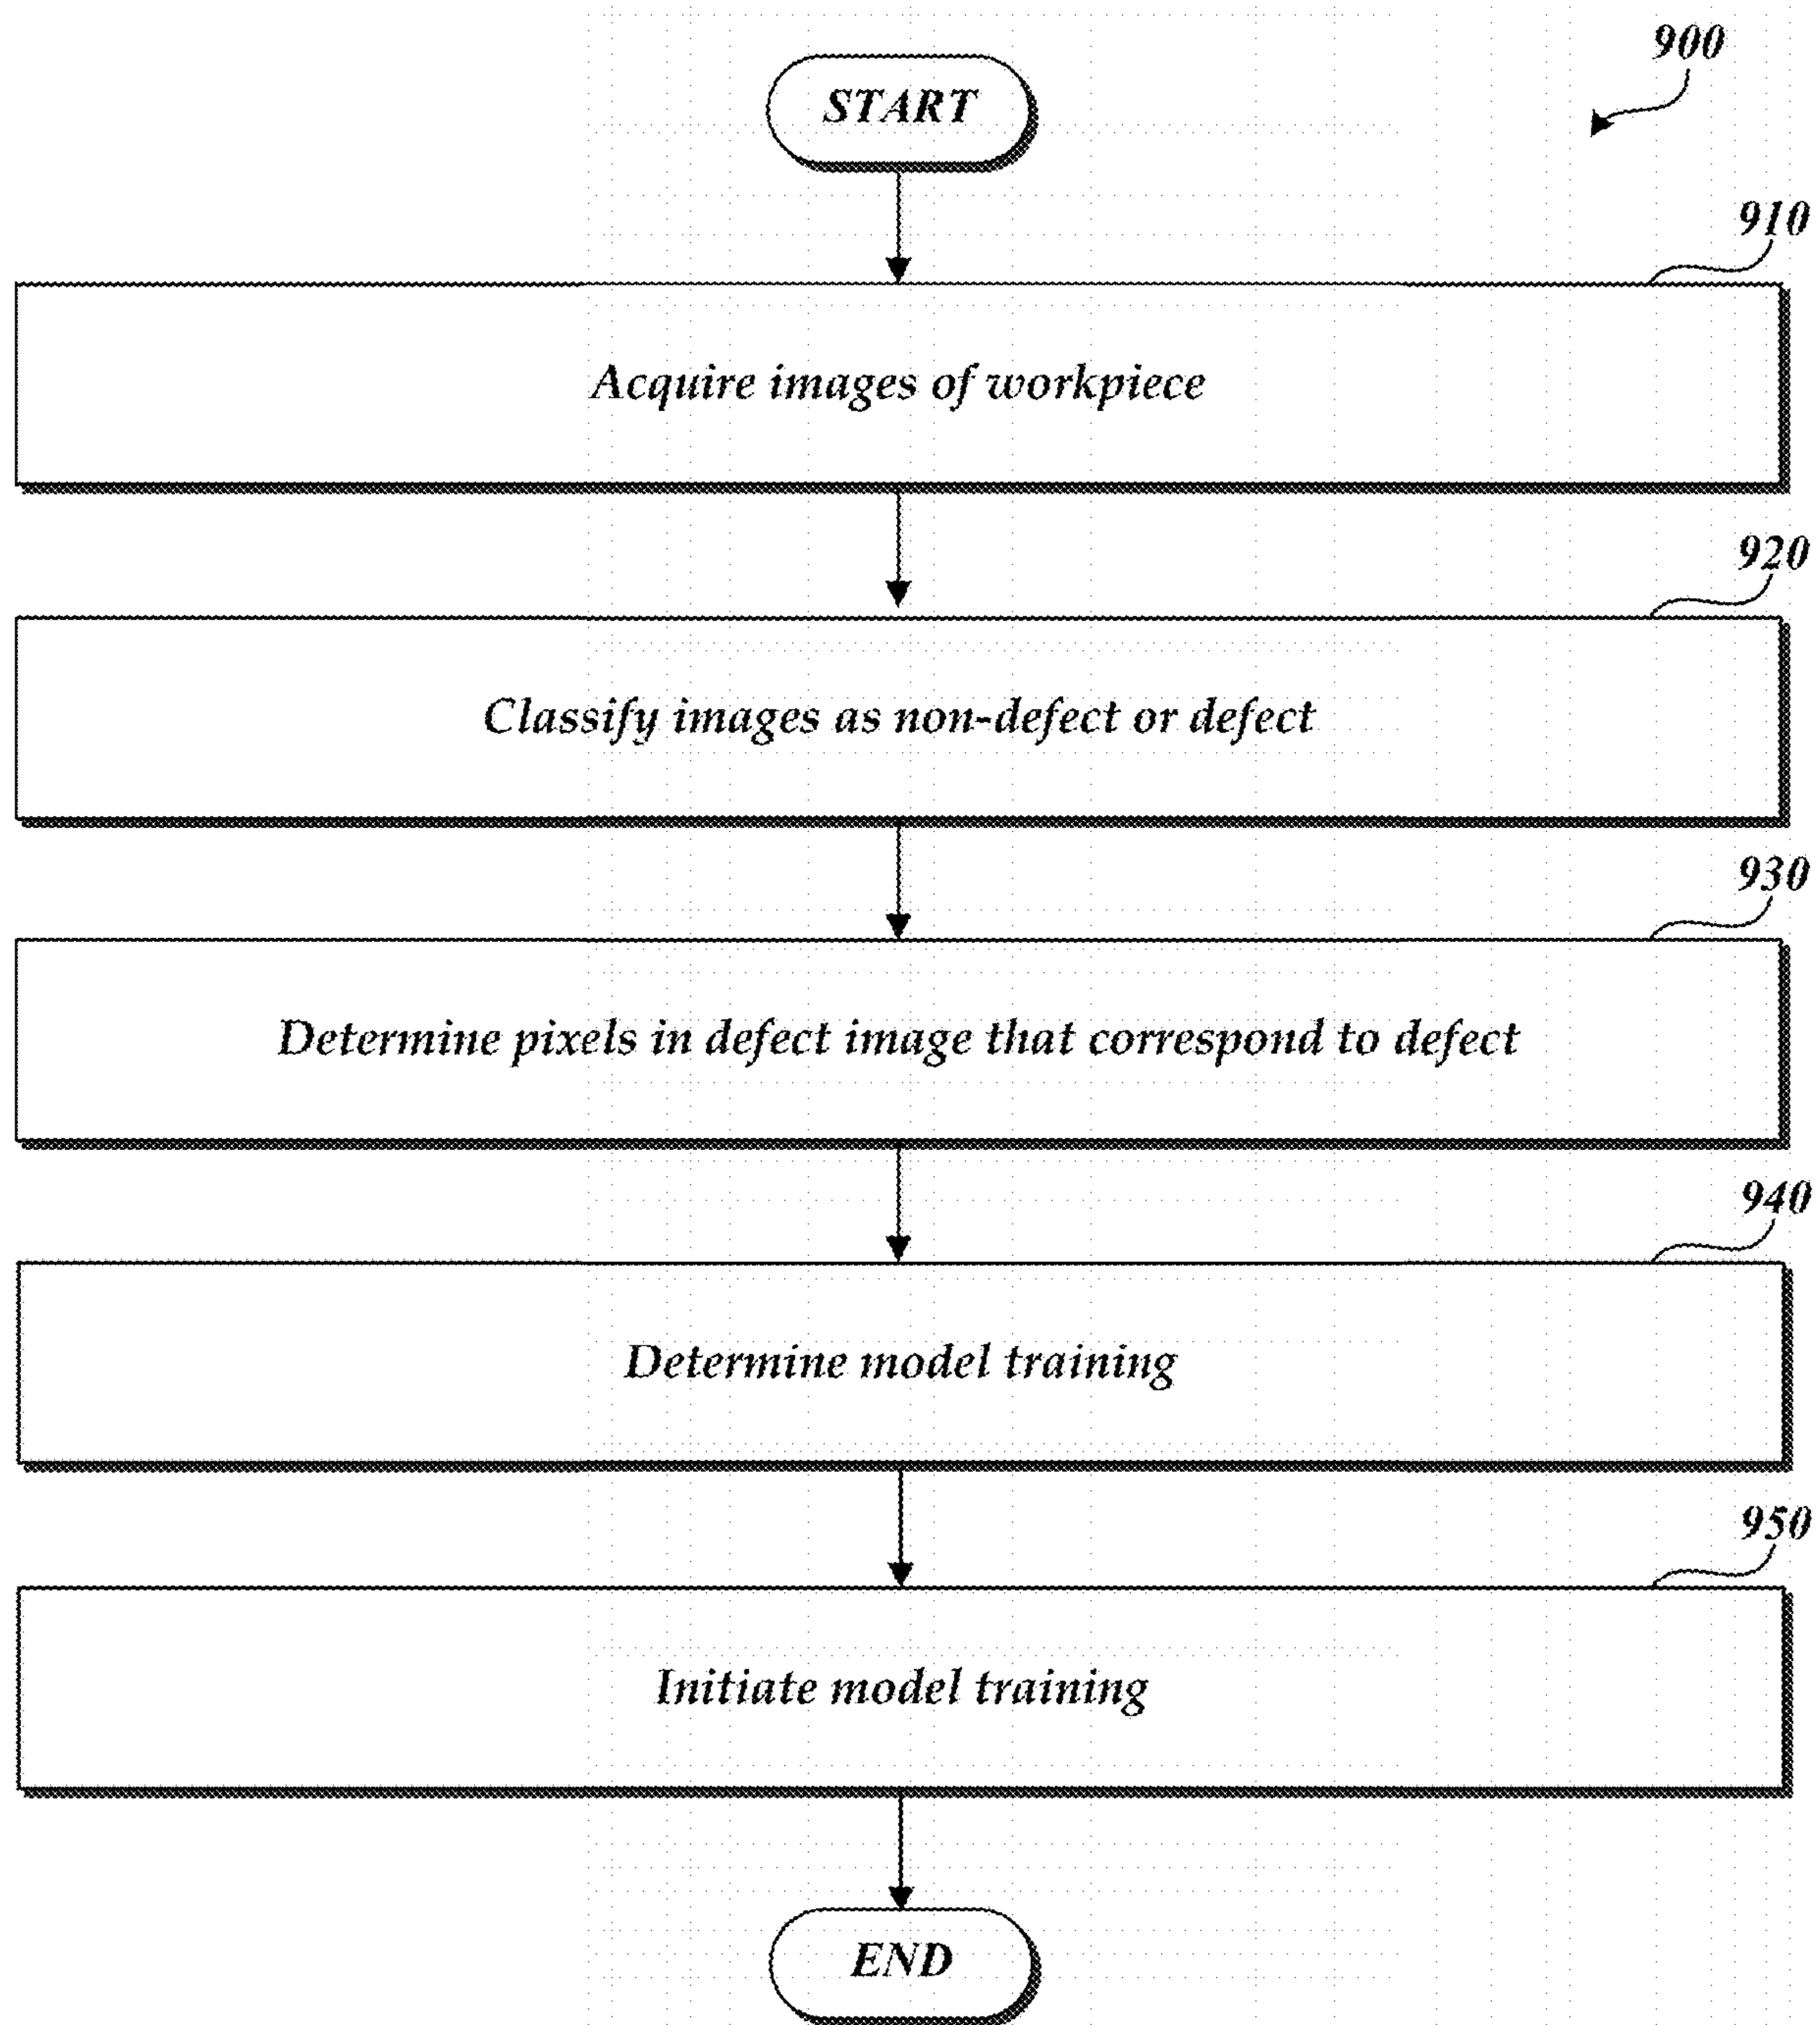 900
START
910
Acquire images of workpiece
920
Classify images as non-defect or defect
930
Determine pixels in defect image that correspond to defect
940
Determine model training
950
Initiate model training
END